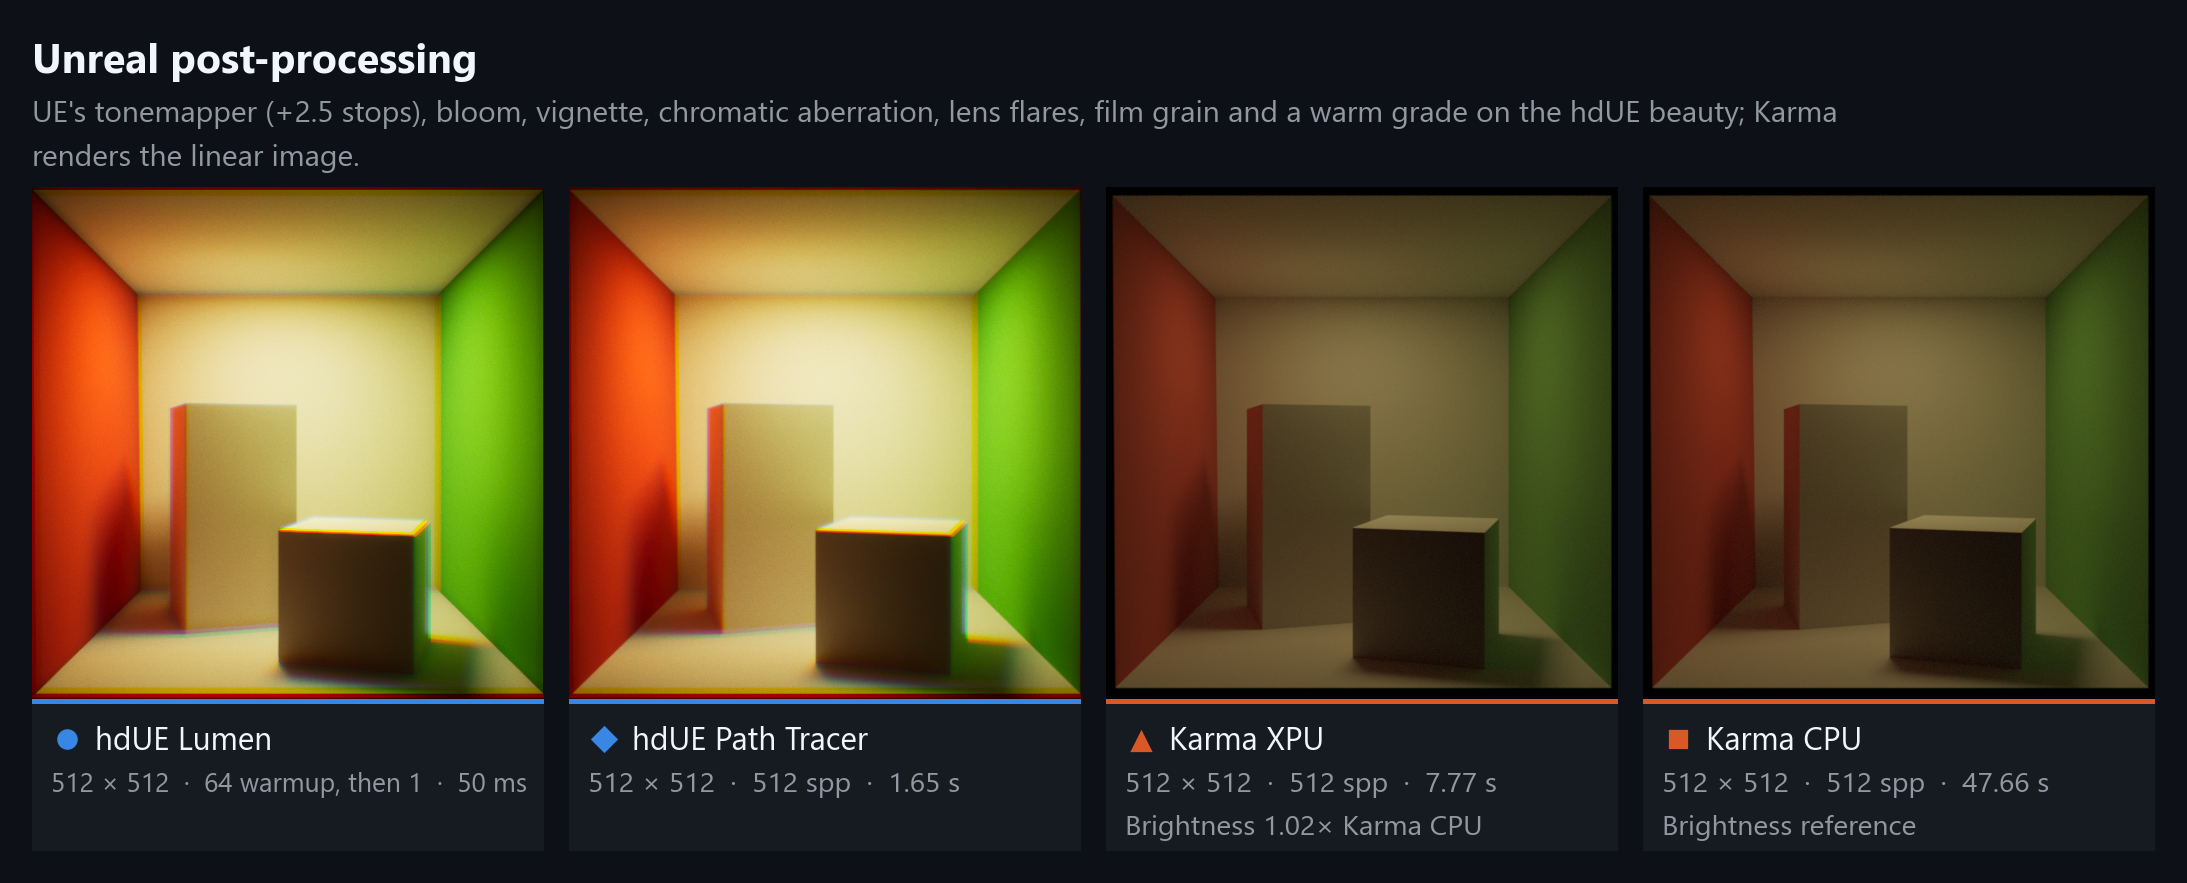 Unreal post-processing
UE's tonemapper (+2.5 stops), bloom, vignette, chromatic aberration, lens flares, film grain and a warm grade on the hdUE beauty; Karma
renders the linear image.
hdUE Lumen
512 × 512 · 64 warmup, then 1 · 50 ms
hdUE Path Tracer
512 × 512 · 512 spp · 1.65 s
Karma XPU
512 × 512 · 512 spp · 7.77 s
Brightness 1.02× Karma CPU
Karma CPU
512 × 512 · 512 spp · 47.66 s
Brightness reference